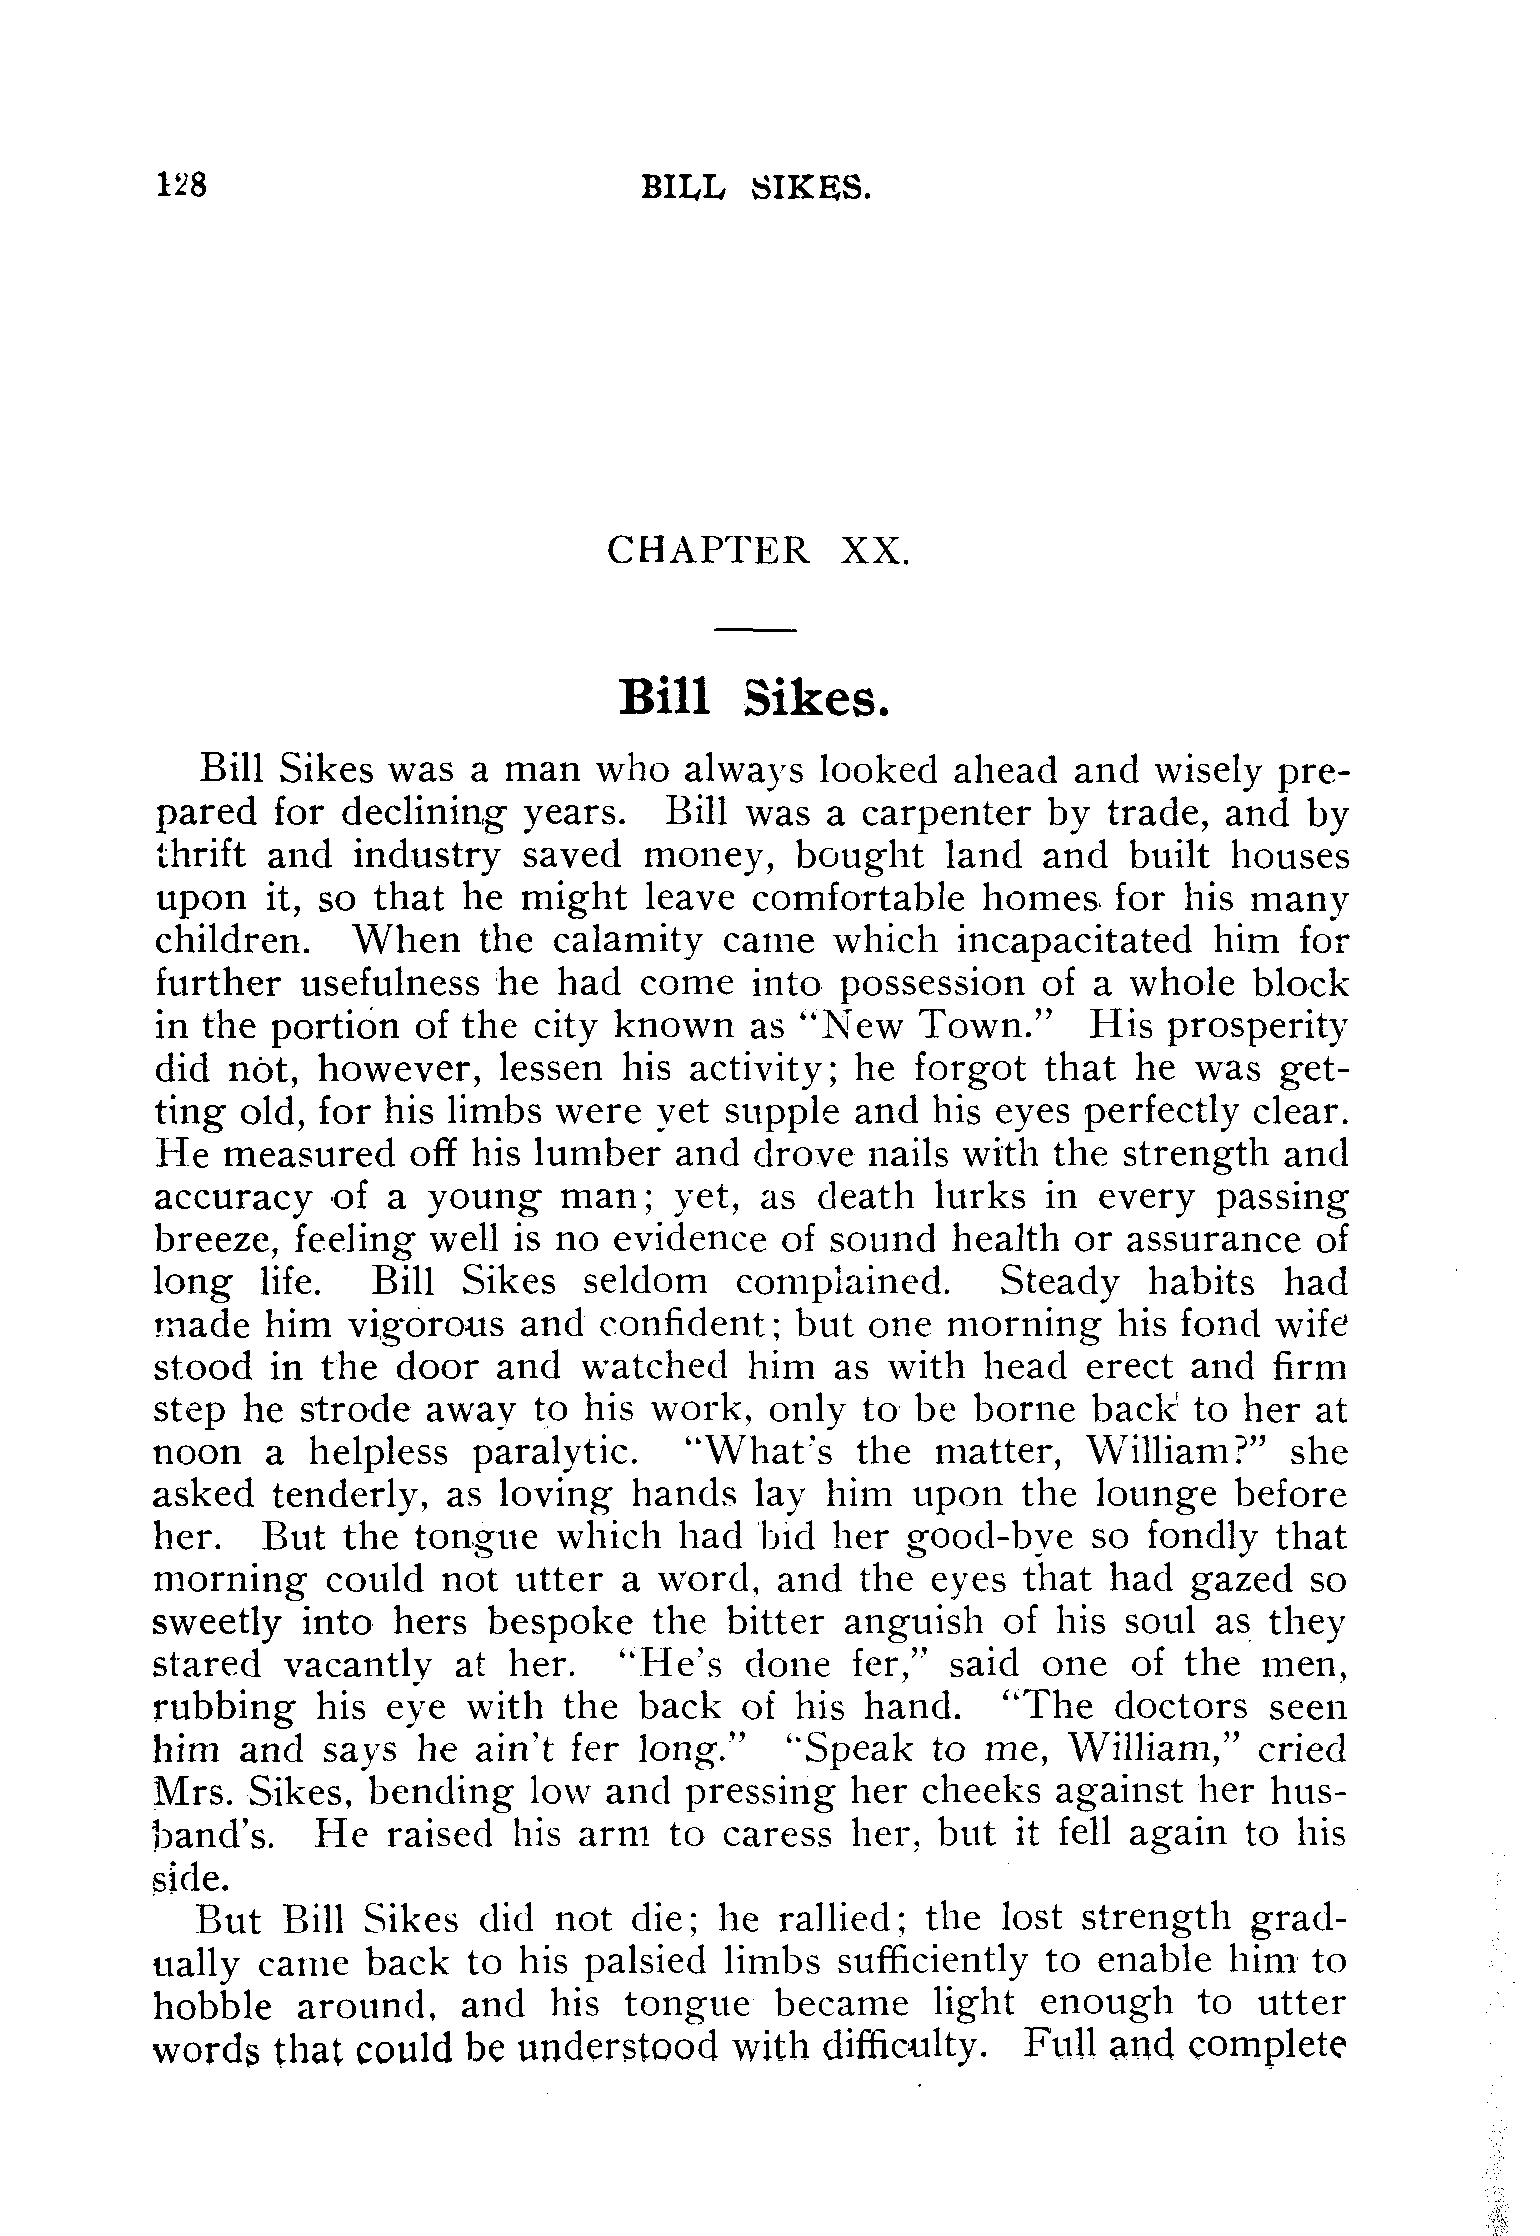 128 BILL SIKES.
CHAPTER XX.
Bill Sikes.
Bill Sikes was a man who always looked ahead and wisely pre-
pared for declining years. Bill was a carpenter by trade, and by
thrift and industry saved money, bought land and built houses
upon it, so that he might leave comfortable homes for his many
children. When the calamity came which incapacitated him for
further usefulness he had come into possession of a whole block
in the portion of the city known as "New Town." His prosperity
did not, however, lessen his activity; he forgot that he was get-
ting old, for his limbs were yet supple and his eyes perfectly clear.
He measured off his lumber and drove nails with the strength and
accuracy of a young man; yet, as death lurks in every passing
breeze, feeling well is no evidence of sound health or assurance of
long life. Bill Sikes seldom complained. Steady habits had
made him vigorous and confident; but one morning his fond wife
stood in the door and watched him as with head erect and firm
step he strode away to his work, only to be borne back to her at
noon a helpless paralytic. "What's the matter, William?" she
asked tenderly, as loving hands lay him upon the lounge before
her. But the tongue which had bid her good-bye so fondly that
morning could not utter a word, and the eyes that had gazed so
sweetly into hers bespoke the bitter anguish of his soul as they
stared vacantly at her. "He's done fer," said one of the men,
rubbing his eye with the back of his hand. "The doctors seen
him and says he ain't fer long." "Speak to me, William," cried
Mrs. Sikes, bending low and pressing her cheeks against her hus-
band's. He raised his arm to caress her, but it fell again to his
side.
But Bill Sikes did not die; he rallied; the lost strength grad-
ually came back to his palsied limbs sufficiently to enable him to
hobble around, and his tongue became light enough to utter
words that could be understood with difficulty. Full and complete